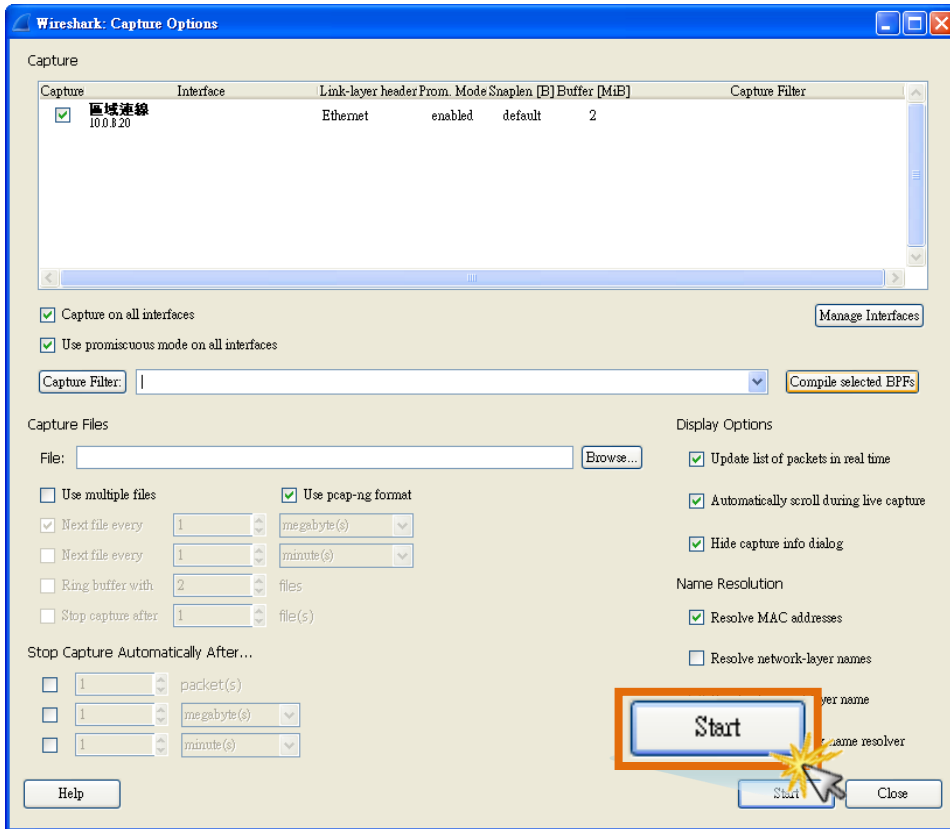 Wireshark: Capture Options
Capture
Capture Interface Link-layer header Prom. Mode Snaplen [B] Buffer [MiB] Capture Filter
區域連線 Ethernet enabled default 2
Capture on all interfaces Manage Interfaces
Use promiscuous mode on all interfaces
Capture Filter: Compile selected BPFs
Capture Files Display Options
File: Browse... Update list of packets in real time
Use multiple files Use pcap-ng format Automatically scroll during live capture
Next file every 1 megabyte(s)
Next file every 1 minute(s) Hide capture info dialog
Ring buffer with 2 files Name Resolution
Stop capture after 1 file(s) Resolve MAC addresses
Stop Capture Automatically After... Resolve network-layer names
1 packet(s)
1 megabyte(s) name
Start
1 minute(s) name resolver
Help Start Close